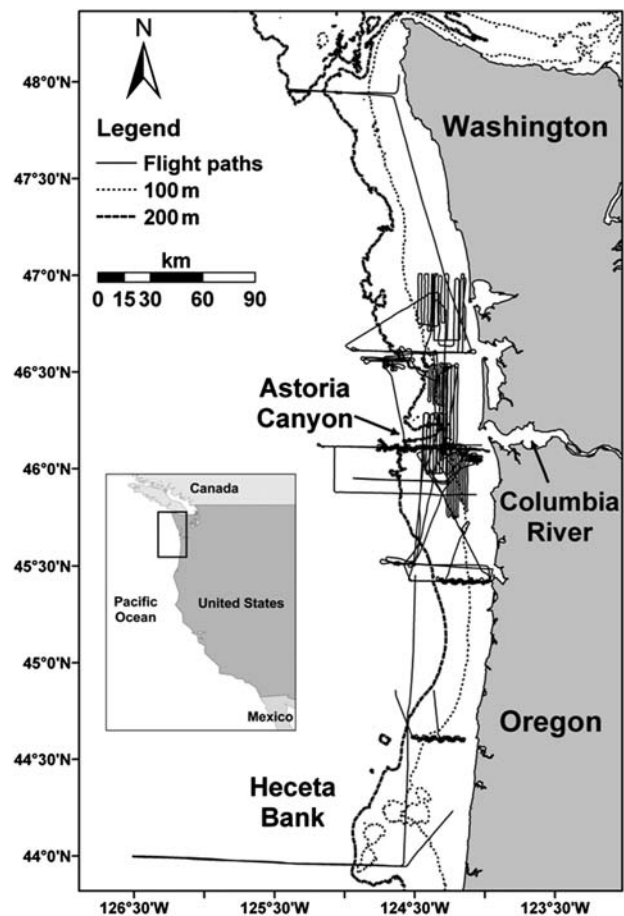 N
48°0'N
Legend
Flight paths
100 m
200 m
km
0 15 30 60 90
Washington
47°30'N
47°0'N
46°30'N
Astoria
Canyon
46°0'N
Columbia
River
Canada
Pacific
Ocean
United States
Mexico
45°30'N
45°0'N
Oregon
44°30'N
Heceta
Bank
44°0'N
126°30'W 125°30'W 124°30'W 123°30'W